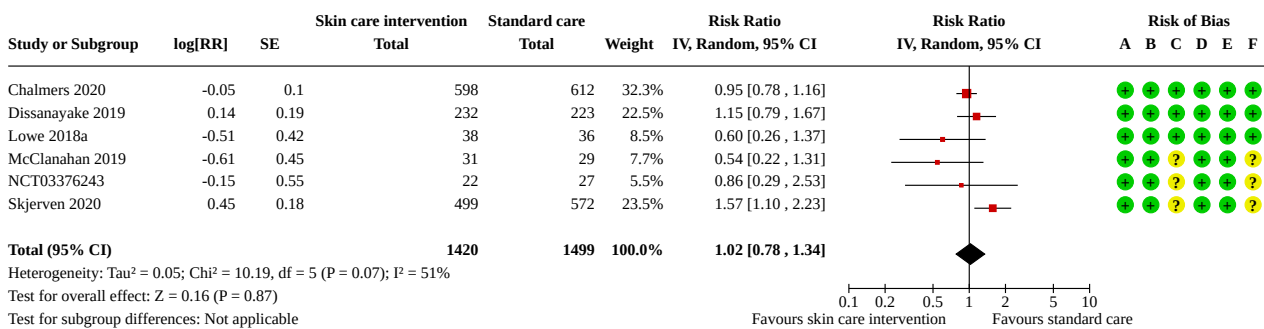 Skin care intervention Standard care Risk Ratio Risk Ratio Risk of Bias
Study or Subgroup log[RR] SE Total Total Weight IV, Random, 95% CI IV, Random, 95% CI A B C D E F
Chalmers 2020 -0.05 0.1 598 612 32.3% 0.95 [0.78 , 1.16] + + + + + +
Dissanayake 2019 0.14 0.19 232 223 22.5% 1.15 [0.79 , 1.67] + + + + + +
Lowe 2018a -0.51 0.42 38 36 8.5% 0.60 [0.26 , 1.37] + + + + + +
McClanahan 2019 -0.61 0.45 31 29 7.7% 0.54 [0.22 , 1.31] + + ? + + ?
NCT03376243 -0.15 0.55 22 27 5.5% 0.86 [0.29 , 2.53] + + ? + + ?
Skjerven 2020 0.45 0.18 499 572 23.5% 1.57 [1.10 , 2.23] + + ? + + ?
Total (95% CI) 1420 1499 100.0% 1.02 [0.78 , 1.34]
Heterogeneity: Tau² = 0.05; Chi² = 10.19, df = 5 (P = 0.07); I² = 51%
Test for overall effect: Z = 0.16 (P = 0.87)
0.1 0.2 0.5 1 2 5 10
Test for subgroup differences: Not applicable Favours skin care intervention Favours standard care